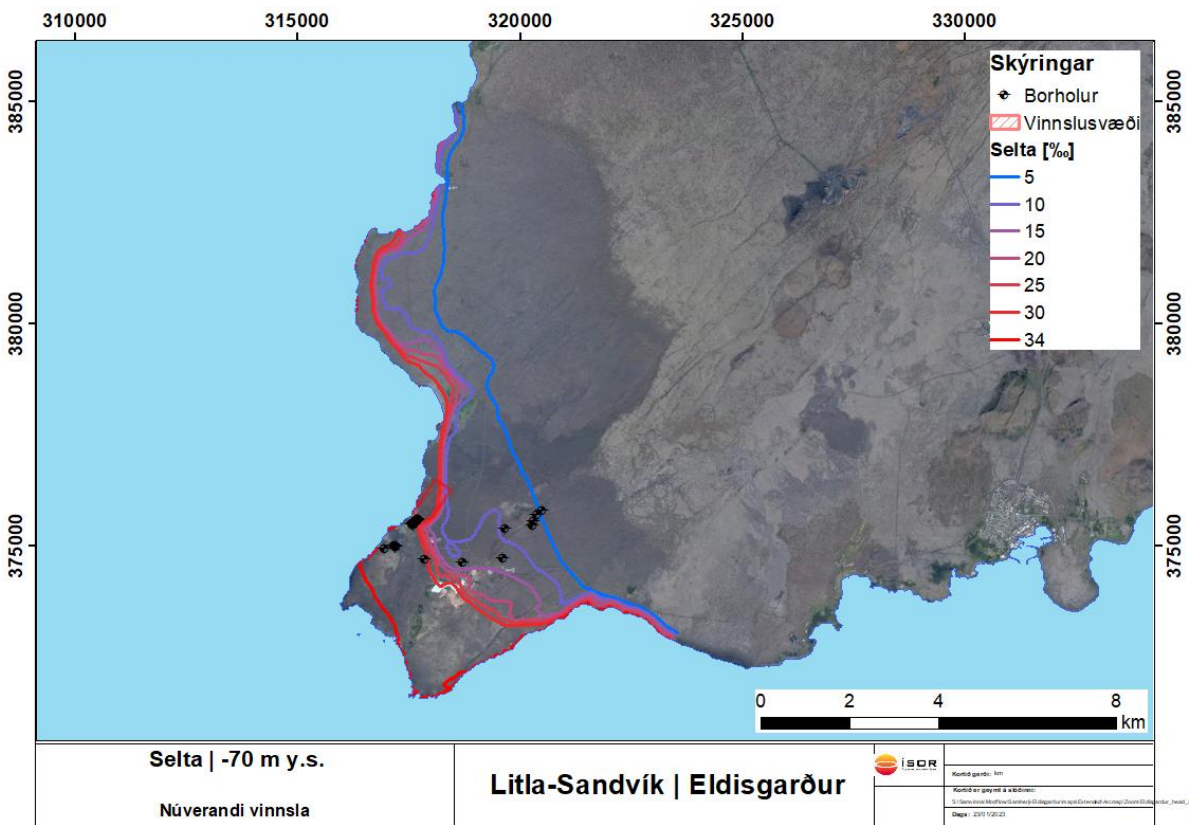 310000 315000 320000 325000 330000
385000 385000
380000 380000
375000 375000
Skýringar
Borholur
Vinnslusvæði
Selta [‰]
5
10
15
20
25
30
34
0 2 4 8
km
Selta | -70 m y.s.
Núverandi vinnsla
Litla-Sandvík | Eldisgarður
ÍSOR
Kortið gerði:
Kortið er geymt á slóðinni:
Dags: 23/01/2023